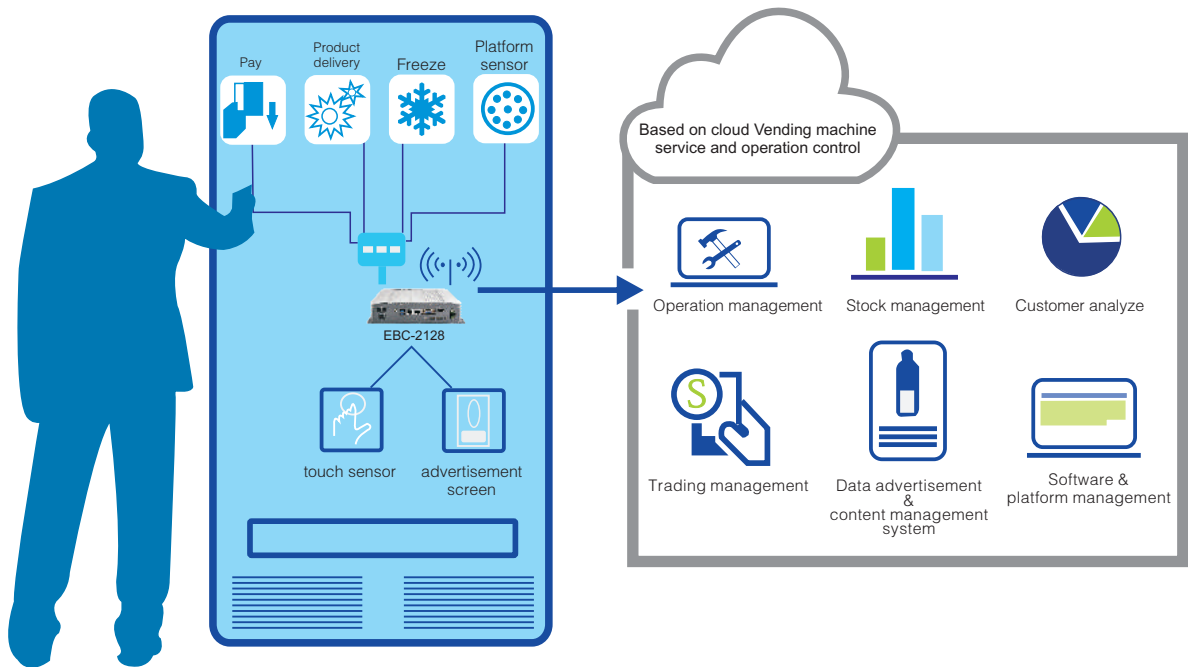 Pay
Product
delivery
Freeze
Platform
sensor
EBC-2128
touch sensor
advertisement
screen
Based on cloud Vending machine
service and operation control
Operation management
Stock management
Customer analyze
S
Trading management
Data advertisement
&
content management
system
Software &
platform management